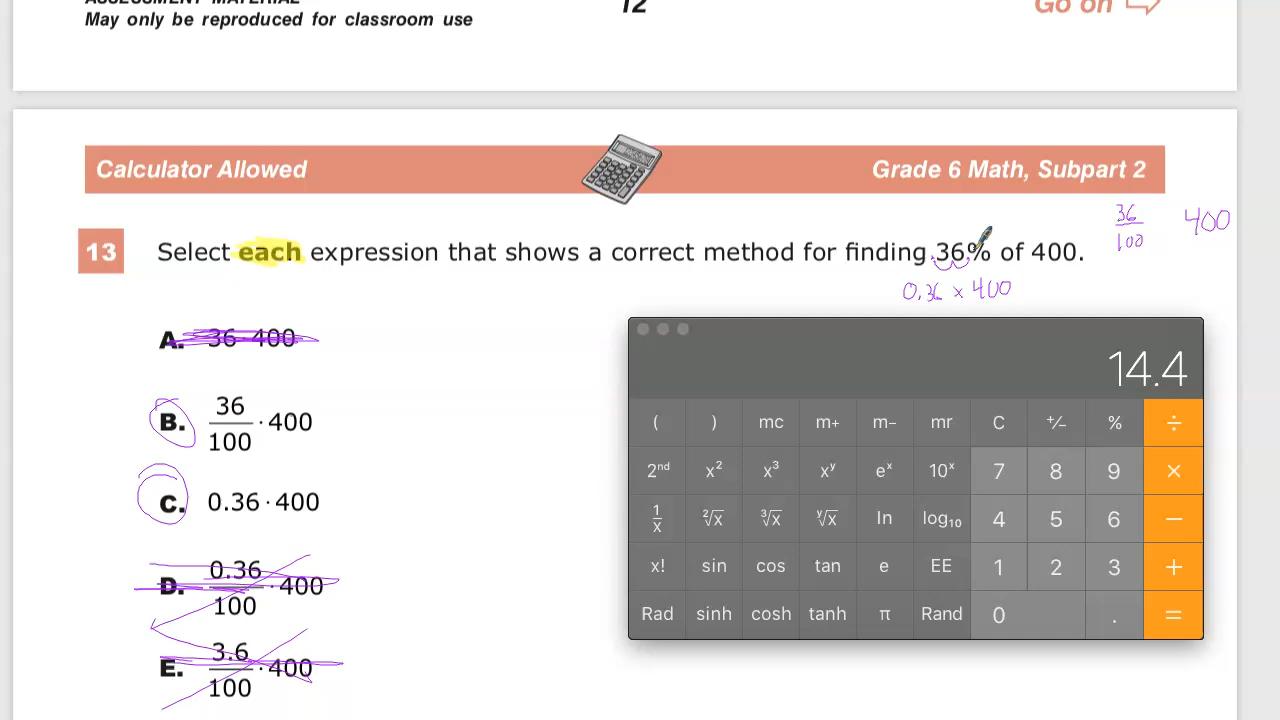 May only be reproduced for classroom use
12
Go on
Calculator Allowed
Grade 6 Math, Subpart 2
36
100
400
13 Select each expression that shows a correct method for finding 36% of 400.
0.36 × 400
A. 36·400
B. 36
100
·400
C. 0.36·400
D. 0.36
100
·400
E. 3.6
100
·400
14.4
( ) mc m+ m- mr C +/− % ÷
2nd x² x³ xʸ eˣ 10ˣ 7 8 9 ×
1/x ²√x ³√x ʸ√x ln log₁₀ 4 5 6 −
x! sin cos tan e EE 1 2 3 +
Rad sinh cosh tanh π Rand 0 . =